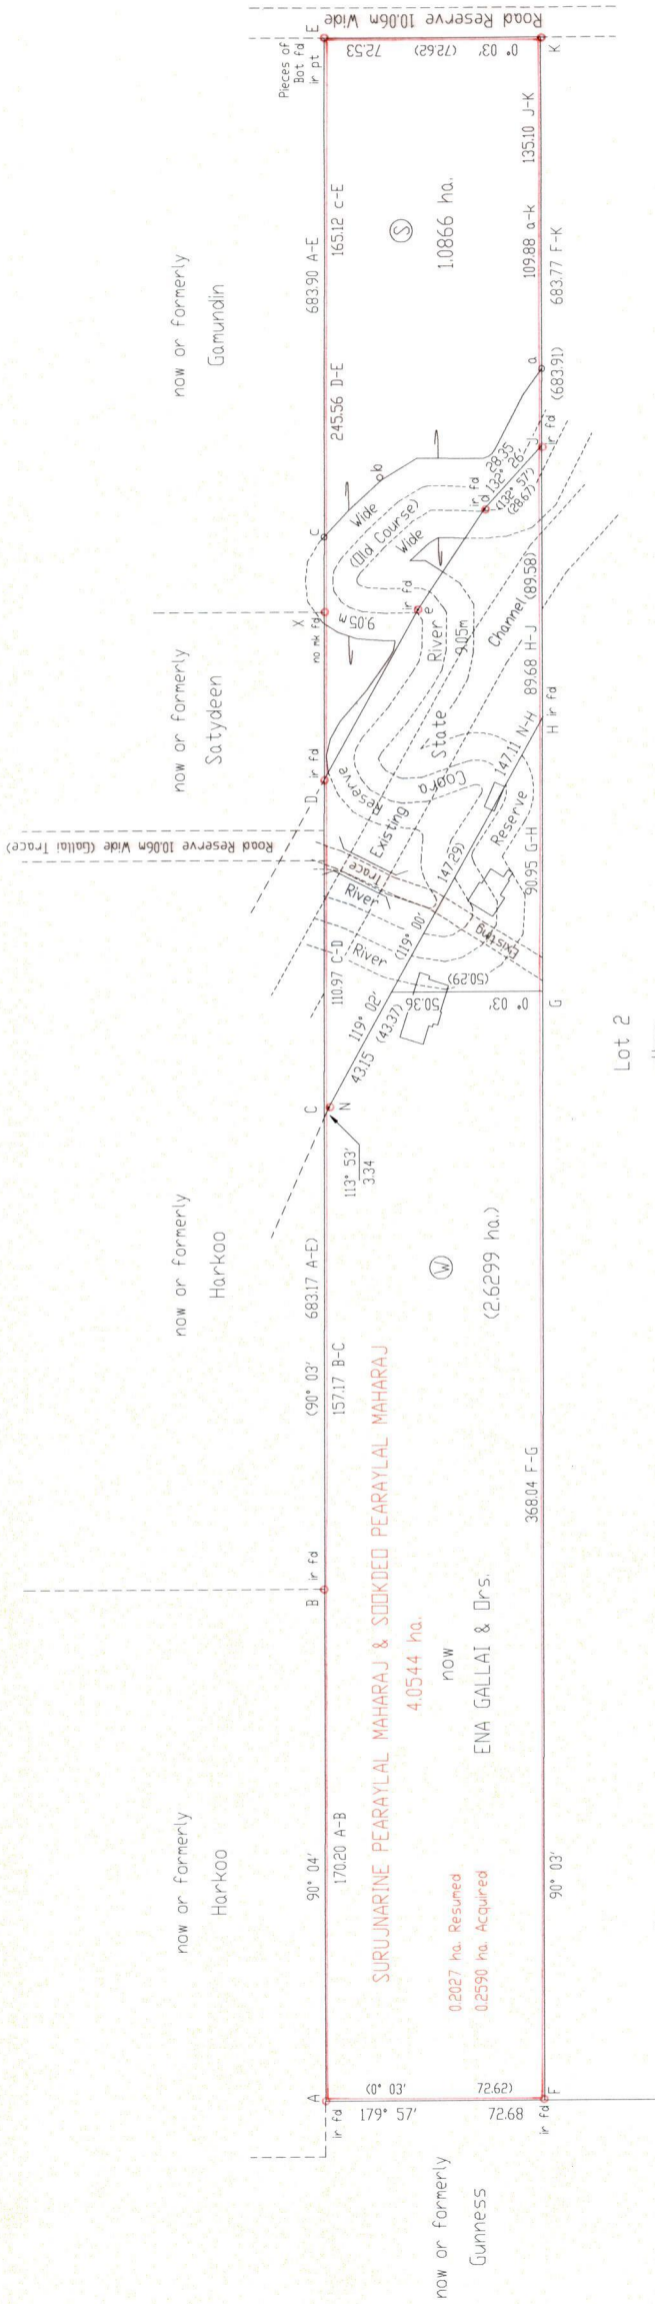 Road Reserve 10.06m Wide
E
Pieces of
Bot fd
ir pt
72.53
(72.62)
0° 03'
K
now or formerly
Gamundin
683.90 A-E
165.12 c-E
245.56 D-E
S
1.0866 ha.
135.10 J-K
109.88 a-k
683.77 F-K
(683.91)
a
J
ir fd
c
b
Wide
(Old Course)
Wide
ir fd
d
28.35
132° 26'
(132° 57')
(28.67)
X
no mk fd
9.05m
ir fd
e
River
9.05m
Channel
(89.58)
89.68 H-J
H ir fd
now or formerly
Satydeen
D ir fd
Reserve
Existing
State
Coora
147.11 N-H
Reserve
90.95 G-H
Road Reserve 10.06m Wide (Gallai Trace)
Trace
River
River
147.29)
(119° 00'
Existing
110.97 C-D
119° 02'
43.15
(43.37)
50.36
(50.29)
0° 03'
G
Lot 2
C
N
113° 53'
3.34
now or formerly
Harkoo
(90° 03'
683.17 A-E)
157.17 B-C
W
(2.6299 ha.)
368.04 F-G
B ir fd
SURUJNARINE PEARAYLAL MAHARAJ & SOOKDEO PEARAYLAL MAHARAJ
4.0544 ha.
now
ENA GALLAI & Ors.
now or formerly
Harkoo
90° 04'
170.20 A-B
0.2027 ha. Resumed
0.2590 ha. Acquired
90° 03'
A
ir fd
(0° 03'
72.62)
179° 57'
72.68
F
ir fd
now or formerly
Gunness